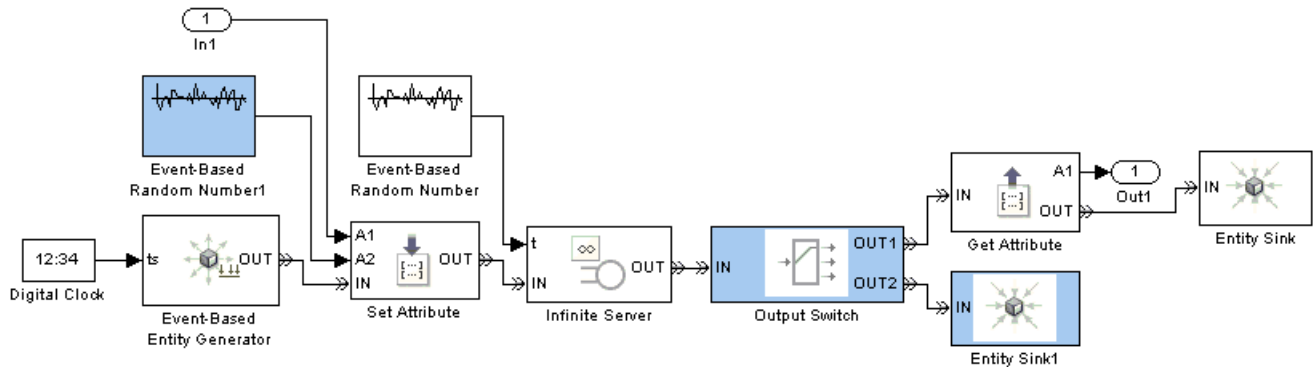 1
In1
Event-Based
Random Number1
Event-Based
Random Number
12:34
Digital Clock
ts
OUT
Event-Based
Entity Generator
A1
A2
IN
OUT
Set Attribute
t
IN
OUT
∞
Infinite Server
IN
OUT1
OUT2
Output Switch
IN
A1
OUT
Get Attribute
1
Out1
IN
Entity Sink
IN
Entity Sink1